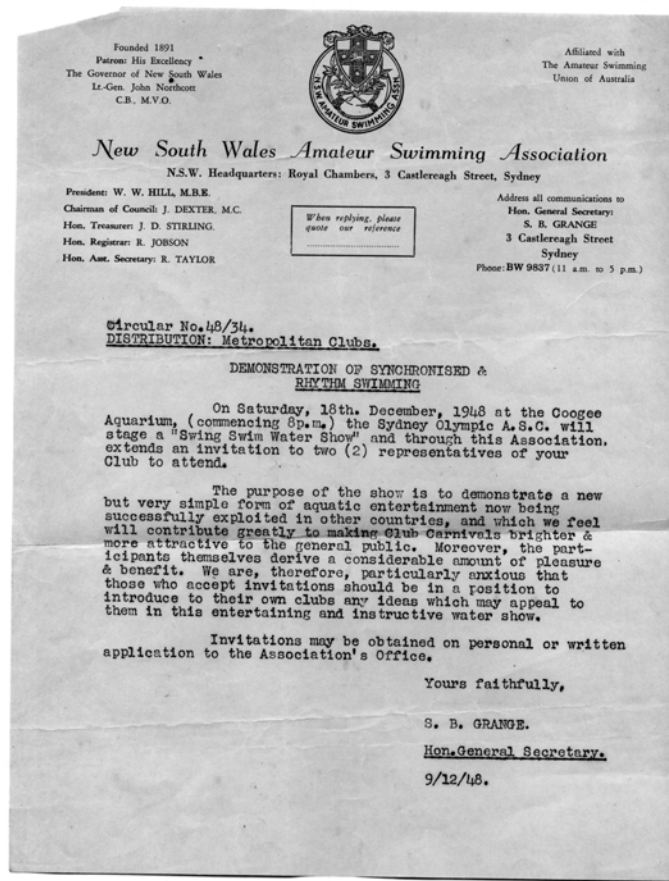 Founded 1891
Patron: His Excellency
The Governor of New South Wales
Lt.-Gen. John Northcott
C.B., M.V.O.
N.S.W. AMATEUR SWIMMING ASSN
Affiliated with
The Amateur Swimming
Union of Australia
New South Wales Amateur Swimming Association
N.S.W. Headquarters: Royal Chambers, 3 Castlereagh Street, Sydney
President: W. W. HILL, M.B.E.
Chairman of Council: J. DEXTER, M.C.
Hon. Treasurer: J. D. STIRLING.
Hon. Registrar: R. JOBSON
Hon. Asst. Secretary: R. TAYLOR
When replying, please
quote our reference
Address all communications to
Hon. General Secretary:
S. B. GRANGE
3 Castlereagh Street
Sydney
Phone: BW 9837 (11 a.m. to 5 p.m.)
Circular No.48/34.
DISTRIBUTION: Metropolitan Clubs.
DEMONSTRATION OF SYNCHRONISED &
RHYTHM SWIMMING
On Saturday, 18th. December, 1948 at the Coogee
Aquarium, (commencing 8p.m.) the Sydney Olympic A.S.C. will
stage a "Swing Swim Water Show" and through this Association,
extends an invitation to two (2) representatives of your
Club to attend.
The purpose of the show is to demonstrate a new
but very simple form of aquatic entertainment now being
successfully exploited in other countries, and which we feel
will contribute greatly to making Club Carnivals brighter &
more attractive to the general public. Moreover, the part-
icipants themselves derive a considerable amount of pleasure
& benefit. We are, therefore, particularly anxious that
those who accept invitations should be in a position to
introduce to their own clubs any ideas which may appeal to
them in this entertaining and instructive water show.
Invitations may be obtained on personal or written
application to the Association's Office.
Yours faithfully,
S. B. GRANGE.
Hon.General Secretary.
9/12/48.